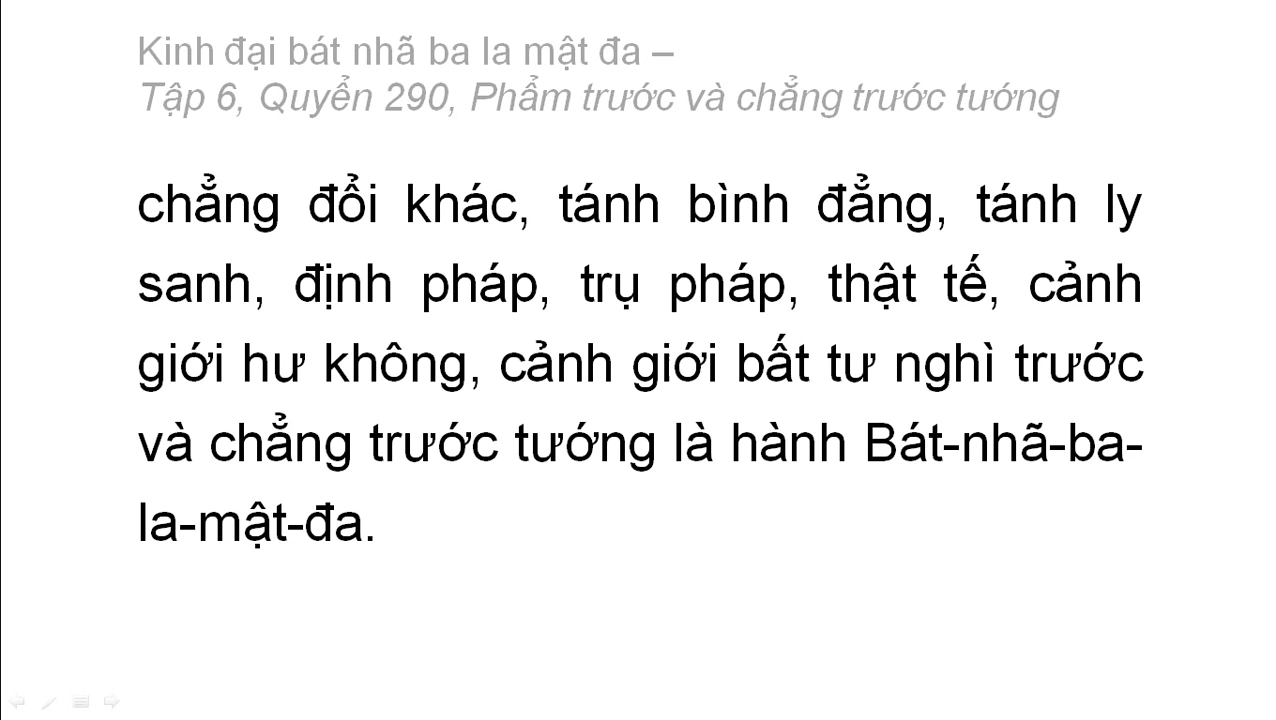 Kinh đại bát nhã ba la mật đa –
Tập 6, Quyển 290, Phẩm trước và chẳng trước tướng
chẳng đổi khác, tánh bình đẳng, tánh ly
sanh, định pháp, trụ pháp, thật tế, cảnh
giới hư không, cảnh giới bất tư nghì trước
và chẳng trước tướng là hành Bát-nhã-ba-
la-mật-đa.